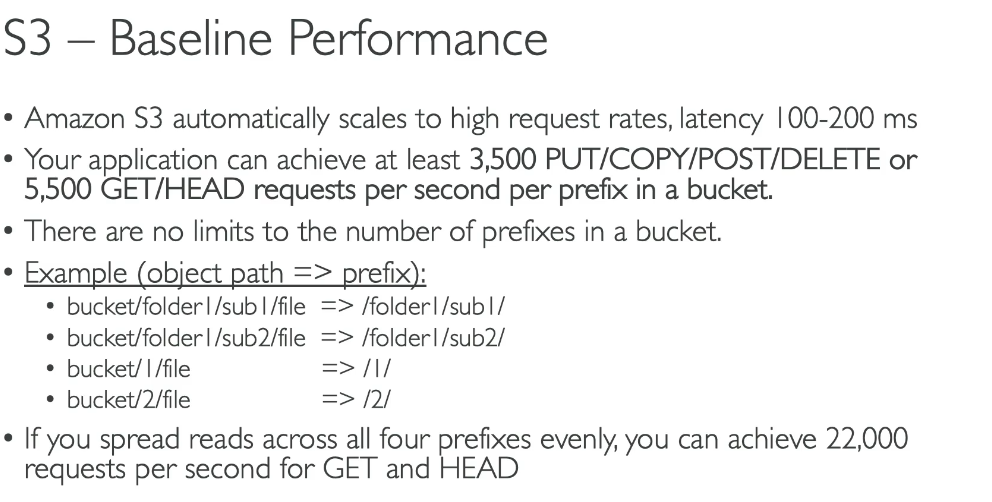 S3 – Baseline Performance
• Amazon S3 automatically scales to high request rates, latency 100-200 ms
• Your application can achieve at least 3,500 PUT/COPY/POST/DELETE or
5,500 GET/HEAD requests per second per prefix in a bucket.
• There are no limits to the number of prefixes in a bucket.
• Example (object path => prefix):
• bucket/folder1/sub1/file => /folder1/sub1/
• bucket/folder1/sub2/file => /folder1/sub2/
• bucket/1/file => /1/
• bucket/2/file => /2/
• If you spread reads across all four prefixes evenly, you can achieve 22,000
requests per second for GET and HEAD